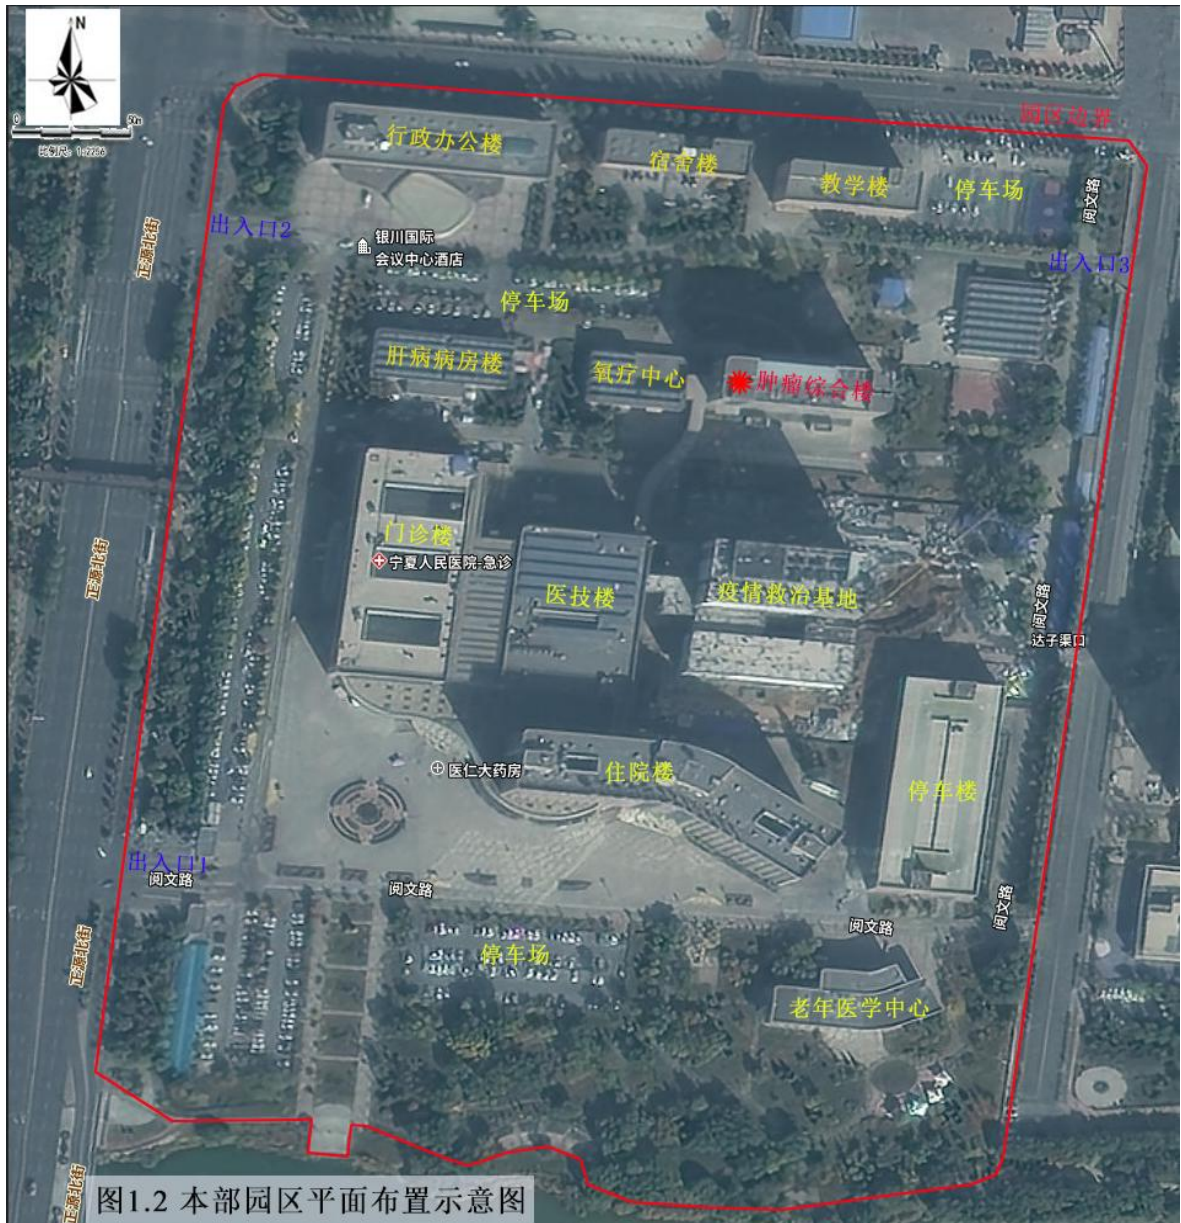 N
0
50m
比例尺: 1:2256
园区边界
行政办公楼
宿舍楼
教学楼
停车场
阅文路
正源北街
出入口2
银川国际
会议中心酒店
出入口3
停车场
肝病病房楼
氧疗中心
肿瘤综合楼
正源北街
门诊楼
宁夏人民医院-急诊
医技楼
疫情救治基地
阅文路
达子渠口
医仁大药房
住院楼
停车楼
出入口1
阅文路
阅文路
阅文路
阅文路
正源北街
停车场
老年医学中心
正源北街
图1.2 本部园区平面布置示意图